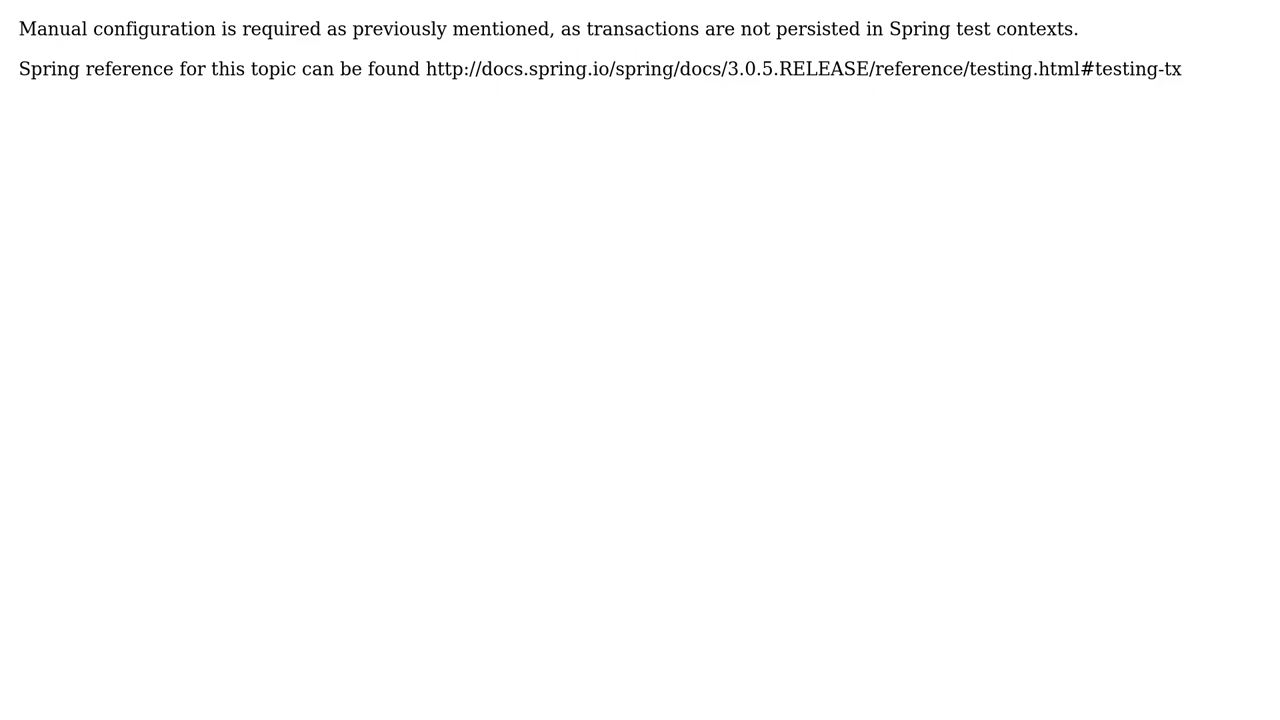 Manual configuration is required as previously mentioned, as transactions are not persisted in Spring test contexts.
Spring reference for this topic can be found http://docs.spring.io/spring/docs/3.0.5.RELEASE/reference/testing.html#testing-tx